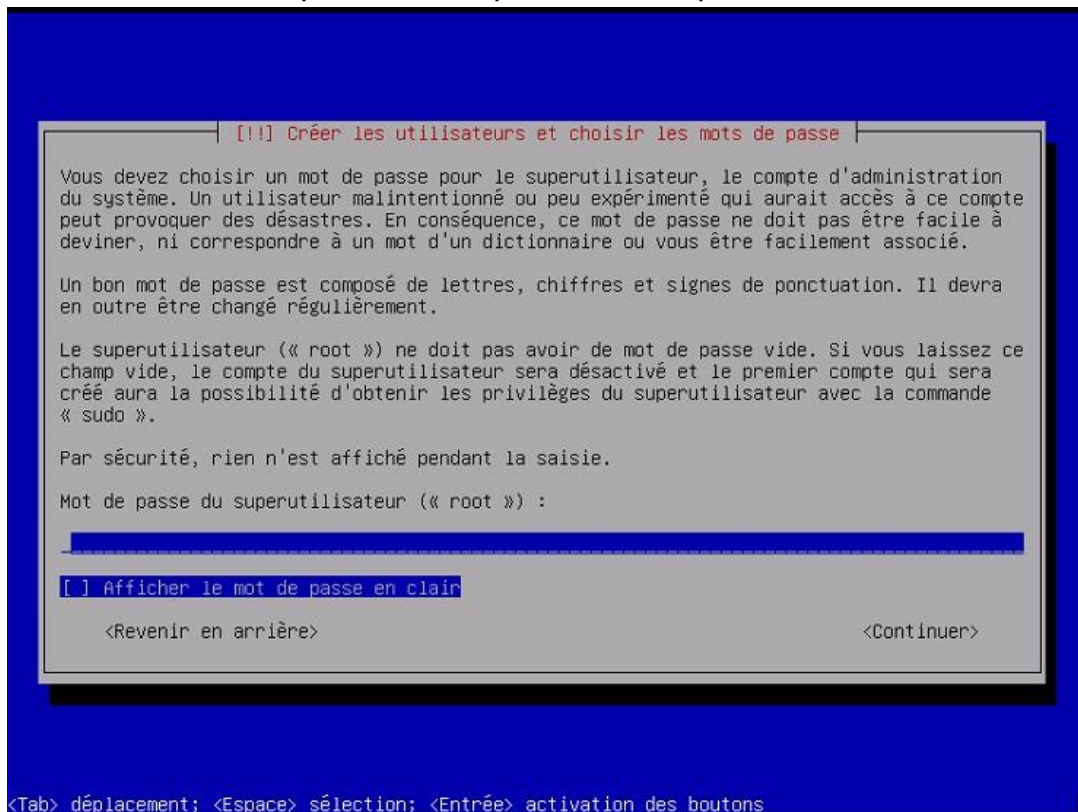 [!!] Créer les utilisateurs et choisir les mots de passe
Vous devez choisir un mot de passe pour le superutilisateur, le compte d'administration
du système. Un utilisateur malintentionné ou peu expérimenté qui aurait accès à ce compte
peut provoquer des désastres. En conséquence, ce mot de passe ne doit pas être facile à
deviner, ni correspondre à un mot d'un dictionnaire ou vous être facilement associé.
Un bon mot de passe est composé de lettres, chiffres et signes de ponctuation. Il devra
en outre être changé régulièrement.
Le superutilisateur (« root ») ne doit pas avoir de mot de passe vide. Si vous laissez ce
champ vide, le compte du superutilisateur sera désactivé et le premier compte qui sera
créé aura la possibilité d'obtenir les privilèges du superutilisateur avec la commande
« sudo ».
Par sécurité, rien n'est affiché pendant la saisie.
Mot de passe du superutilisateur (« root ») :
[ ] Afficher le mot de passe en clair
<Revenir en arrière> <Continuer>
<Tab> déplacement; <Espace> sélection; <Entrée> activation des boutons